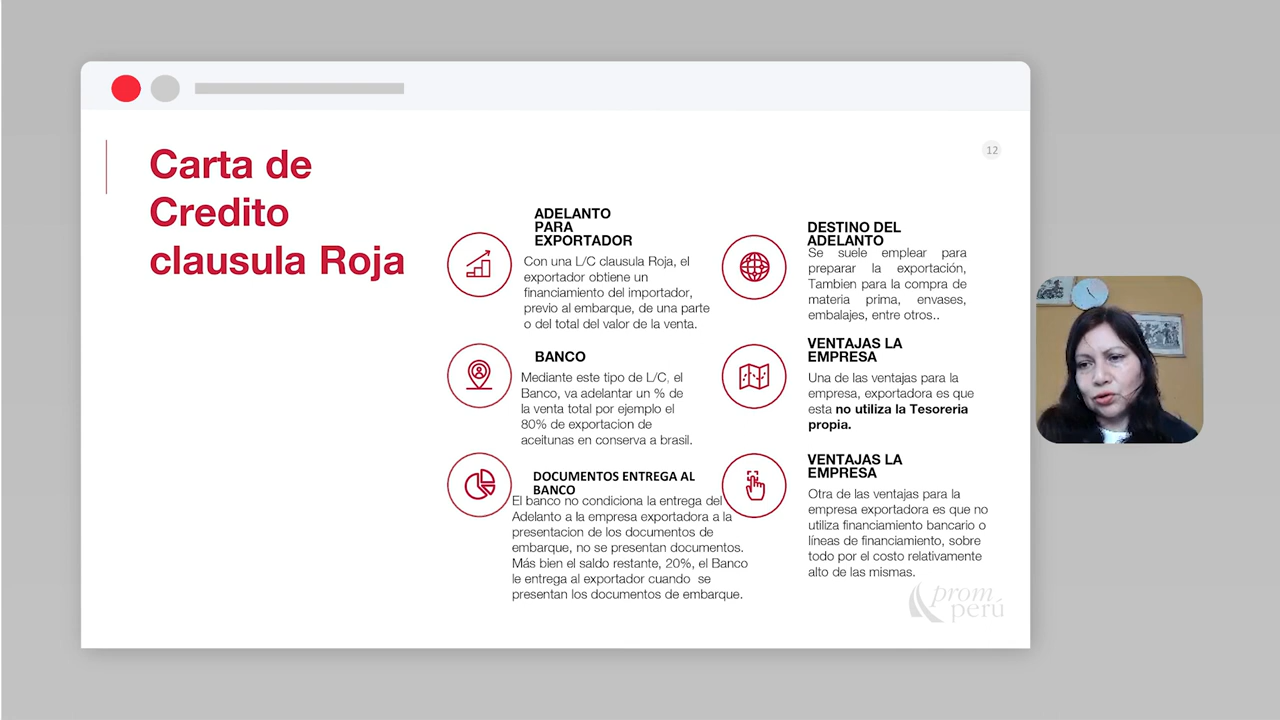 Carta de
Credito
clausula Roja
12
ADELANTO
PARA
EXPORTADOR
Con una L/C clausula Roja, el
exportador obtiene un
financiamiento del importador,
previo al embarque, de una parte
o del total del valor de la venta.
BANCO
Mediante este tipo de L/C, el
Banco, va adelantar un % de
la venta total por ejemplo el
80% de exportacion de
aceitunas en conserva a brasil.
DOCUMENTOS ENTREGA AL
BANCO
El banco no condiciona la entrega del
Adelanto a la empresa exportadora a la
presentacion de los documentos de
embarque, no se presentan documentos.
Más bien el saldo restante, 20%, el Banco
le entrega al exportador cuando se
presentan los documentos de embarque.
DESTINO DEL
ADELANTO
Se suele emplear para
preparar la exportación,
Tambien para la compra de
materia prima, envases,
embalajes, entre otros..
VENTAJAS LA
EMPRESA
Una de las ventajas para la
empresa, exportadora es que
esta no utiliza la Tesoreria
propia.
VENTAJAS LA
EMPRESA
Otra de las ventajas para la
empresa exportadora es que no
utiliza financiamiento bancario o
líneas de financiamiento, sobre
todo por el costo relativamente
alto de las mismas.
prom
perú